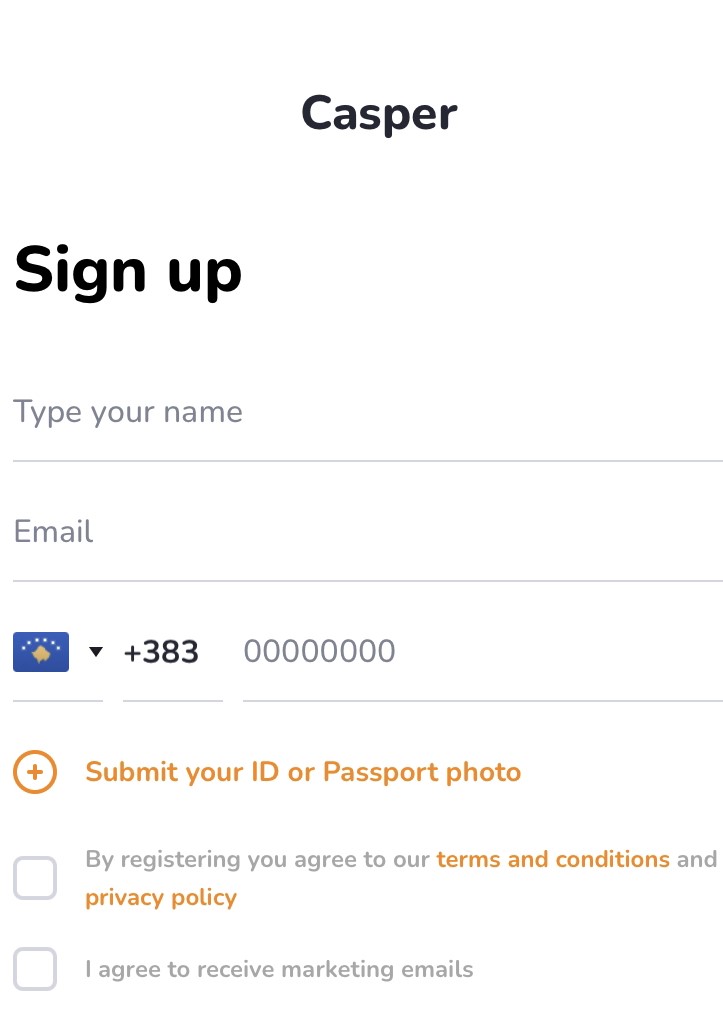 Casper
Sign up
Type your name
Email
+383 00000000
Submit your ID or Passport photo
By registering you agree to our terms and conditions and
privacy policy
I agree to receive marketing emails